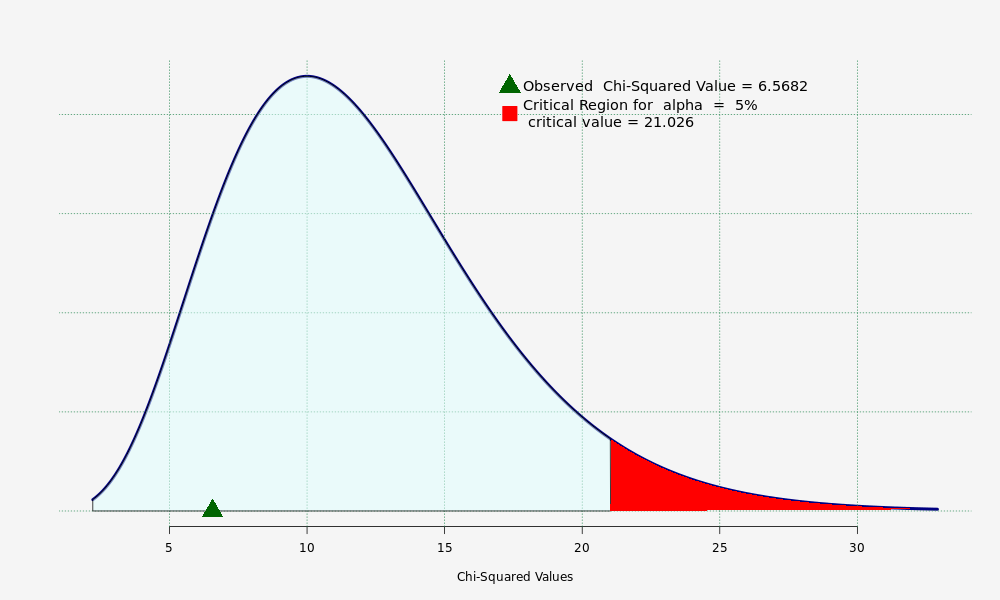 Observed  Chi-Squared Value = 6.5682
Critical Region for  alpha  =  5%
critical value = 21.026
5 10 15 20 25 30
Chi-Squared Values